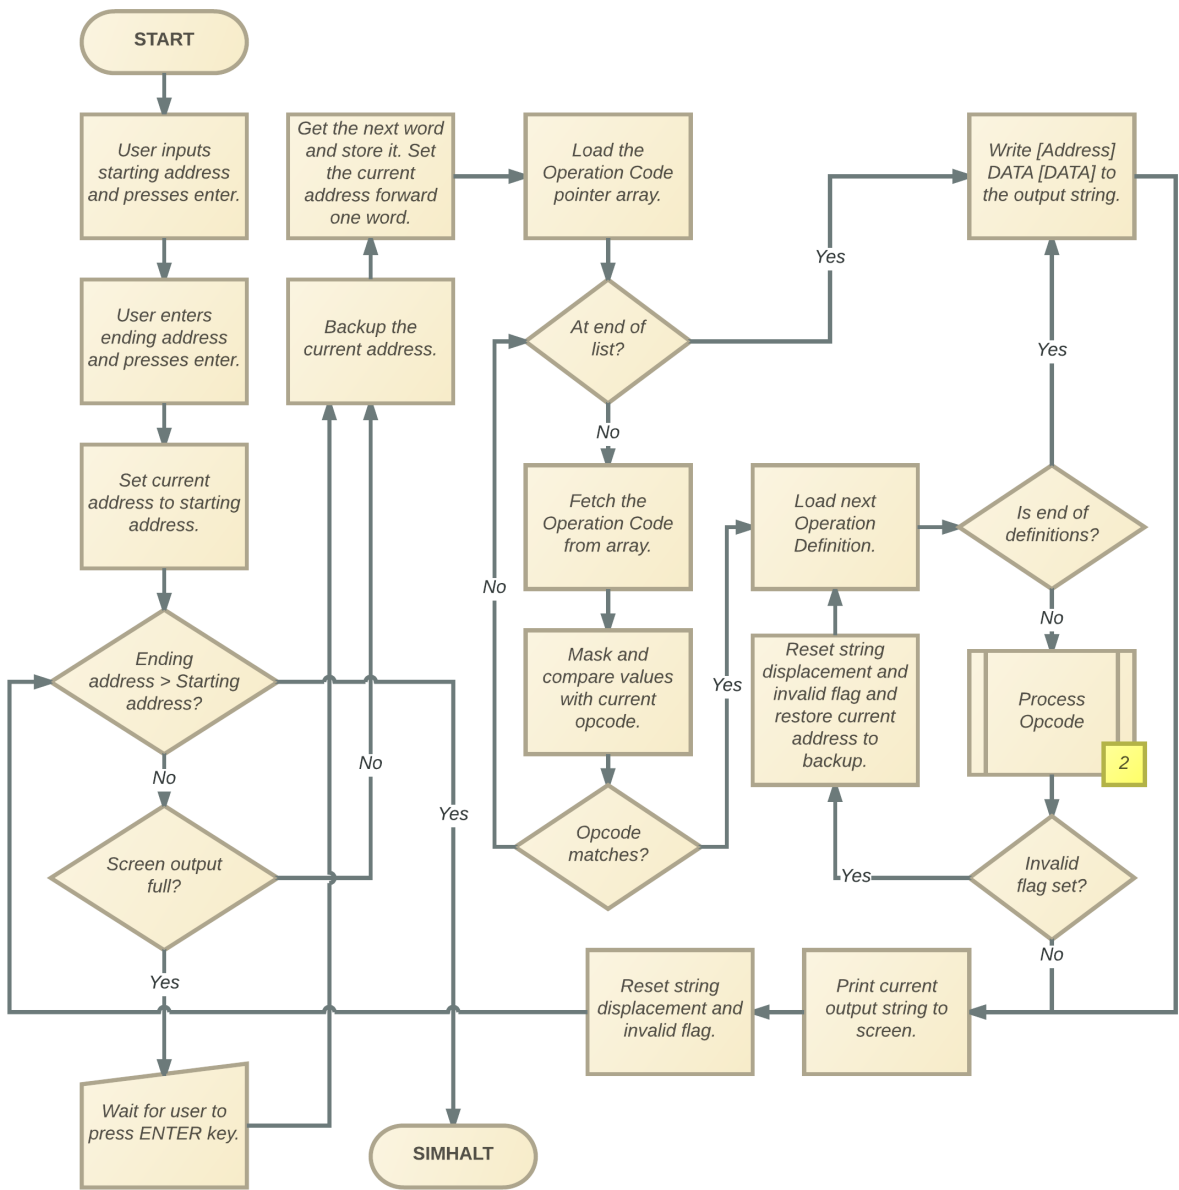 START
User inputs
starting address
and presses enter.
User enters
ending address
and presses enter.
Set current
address to starting
address.
Ending
address > Starting
address?
No
Yes
Screen output
full?
No
Yes
Wait for user to
press ENTER key.
SIMHALT
Backup the
current address.
Get the next word
and store it. Set
the current
address forward
one word.
Load the
Operation Code
pointer array.
At end of
list?
Yes
No
Fetch the
Operation Code
from array.
Mask and
compare values
with current
opcode.
Opcode
matches?
No
Yes
Load next
Operation
Definition.
Is end of
definitions?
Yes
No
Write [Address]
DATA [DATA] to
the output string.
Process
Opcode
2
Invalid
flag set?
Yes
No
Reset string
displacement and
invalid flag and
restore current
address to
backup.
Print current
output string to
screen.
Reset string
displacement and
invalid flag.